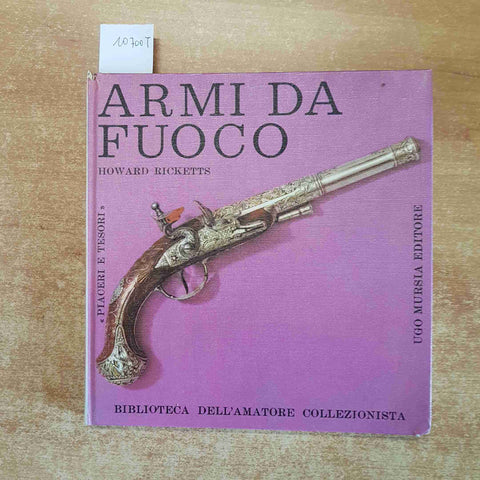 10700T
ARMI DA
FUOCO
HOWARD RICKETTS
« PIACERI E TESORI »
UGO MURSIA EDITORE
BIBLIOTECA DELL'AMATORE COLLEZIONISTA